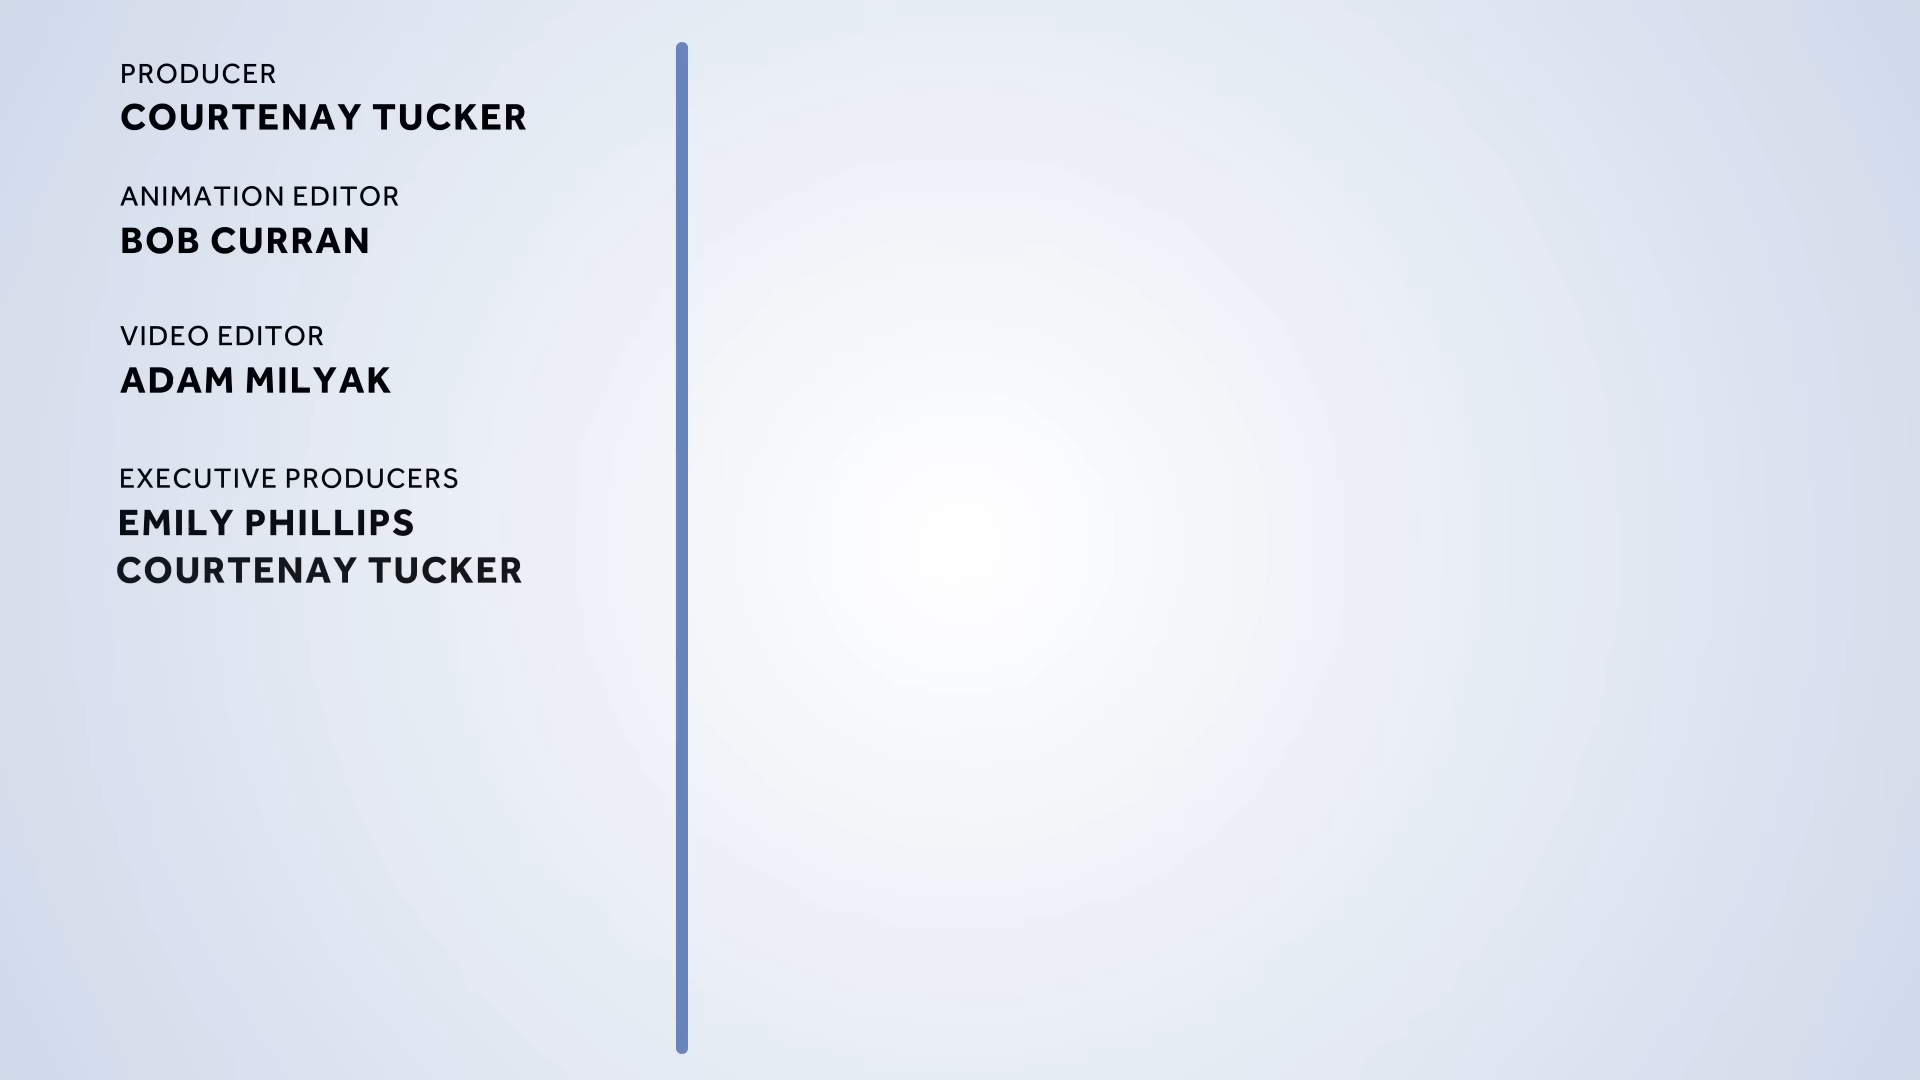 PRODUCER
COURTENAY TUCKER
ANIMATION EDITOR
BOB CURRAN
VIDEO EDITOR
ADAM MILYAK
EXECUTIVE PRODUCERS
EMILY PHILLIPS
COURTENAY TUCKER